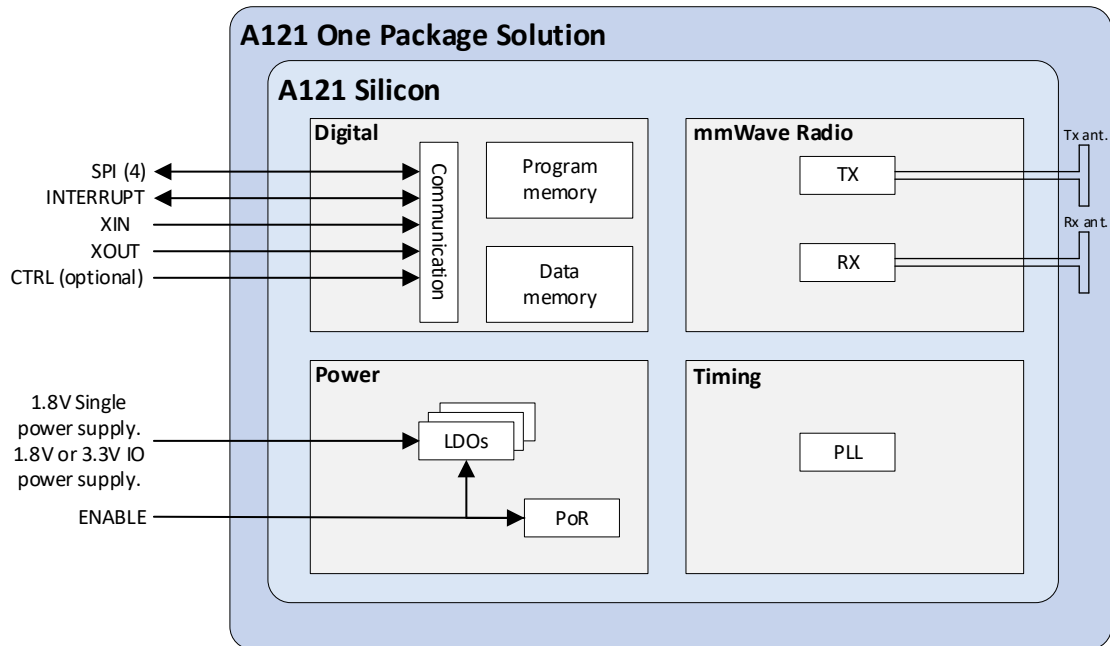 A121 One Package Solution
A121 Silicon
Digital
mmWave Radio
Tx ant.
SPI (4)
INTERRUPT
XIN
XOUT
CTRL (optional)
Communication
Program
memory
Data
memory
TX
RX
Rx ant.
Power
Timing
1.8V Single
power supply.
1.8V or 3.3V IO
power supply.
ENABLE
LDOs
PoR
PLL